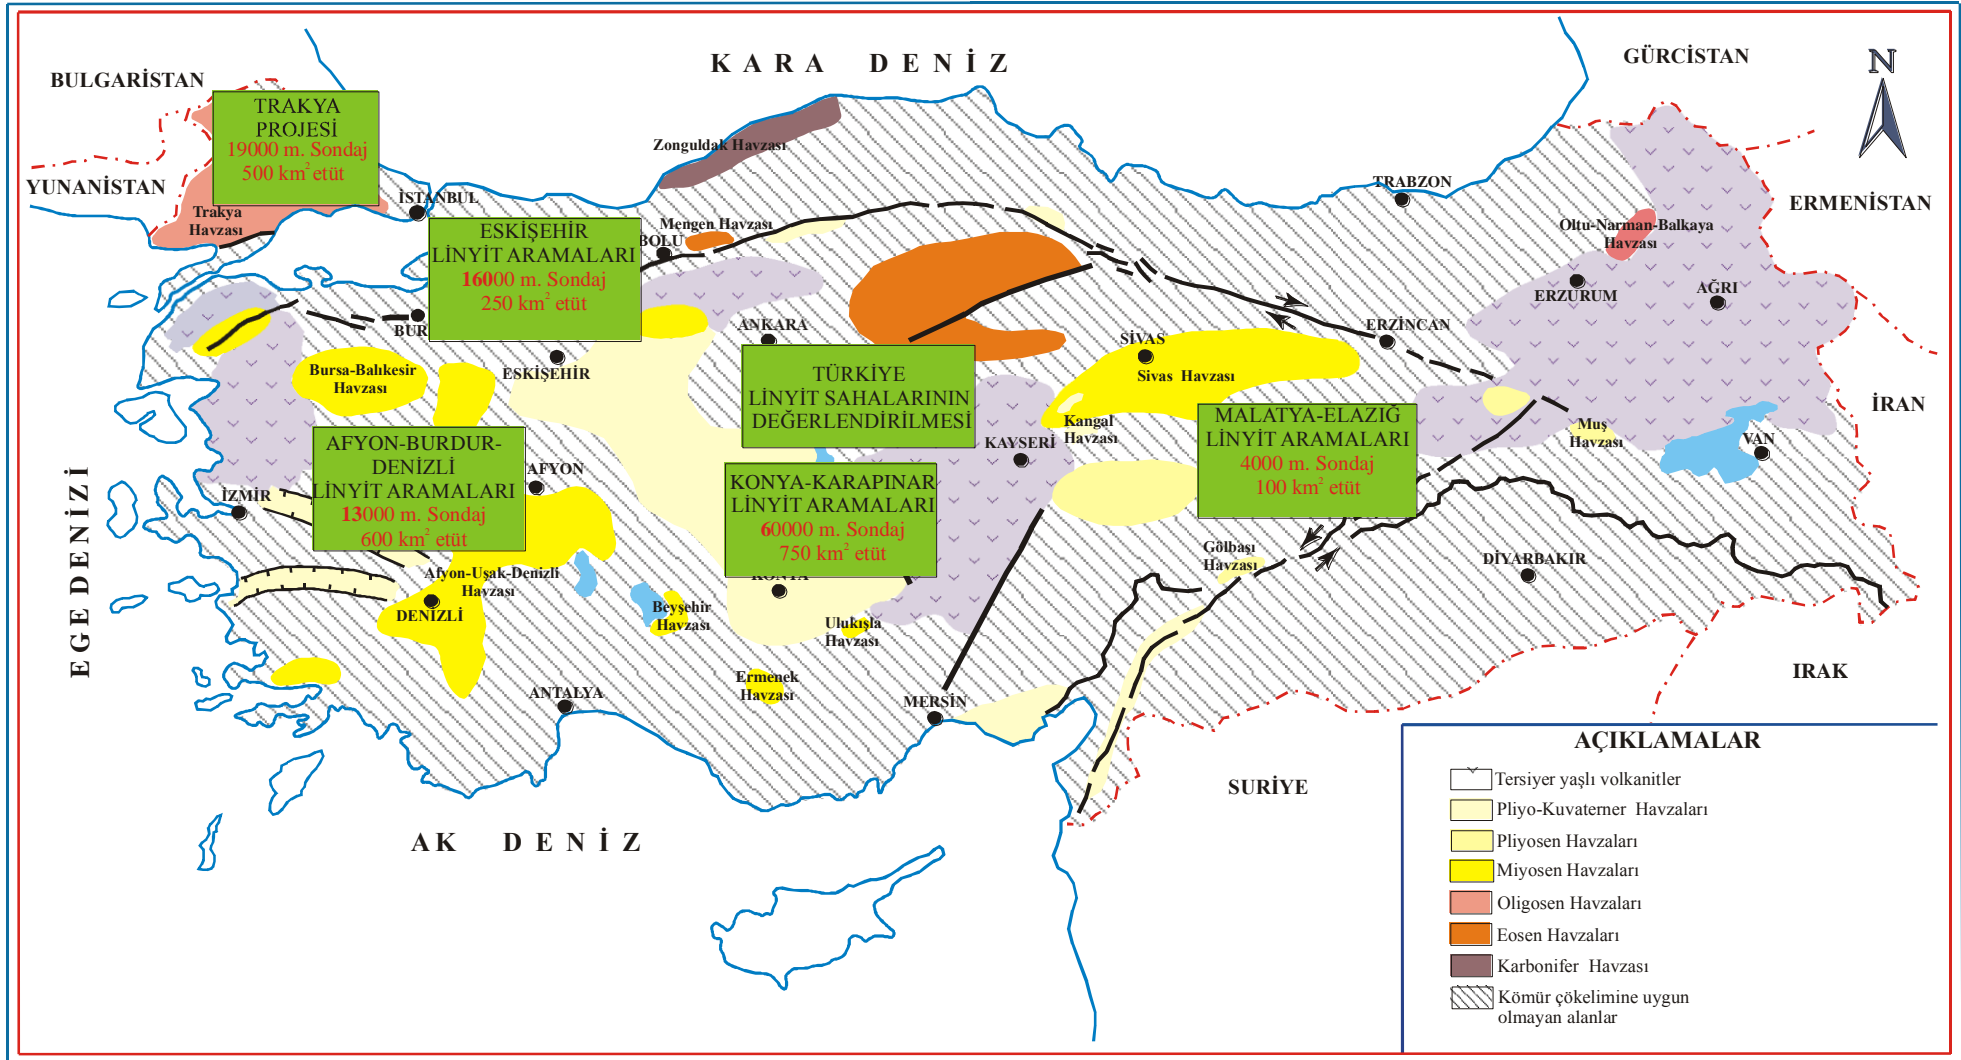 KARA DENİZ
BULGARİSTAN
GÜRCİSTAN
N
TRAKYA
PROJESİ
19000 m. Sondaj
500 km² etüt
Zonguldak Havzası
YUNANİSTAN
İSTANBUL
TRABZON
ERMENİSTAN
Trakya
Havzası
Mengen Havzası
BOLU
Oltu-Narman-Balkaya
Havzası
ESKİŞEHİR
LİNYİT ARAMALARI
16000 m. Sondaj
250 km² etüt
ERZURUM
AĞRI
BUR
ANKARA
ERZİNCAN
SİVAS
Sivas Havzası
Bursa-Balıkesir
Havzası
ESKİŞEHİR
TÜRKİYE
LİNYİT SAHALARININ
DEĞERLENDİRİLMESİ
İRAN
Kangal
Havzası
MALATYA-ELAZIĞ
LİNYİT ARAMALARI
4000 m. Sondaj
100 km² etüt
Muş
Havzası
VAN
KAYSERİ
AFYON-BURDUR-
DENİZLİ
LİNYİT ARAMALARI
13000 m. Sondaj
600 km² etüt
AFYON
KONYA-KARAPINAR
LİNYİT ARAMALARI
60000 m. Sondaj
750 km² etüt
İZMİR
EGE DENİZİ
Gölbaşı
Havzası
DİYARBAKIR
Afyon-Uşak-Denizli
Havzası
KONYA
DENİZLİ
Beyşehir
Havzası
Ulukışla
Havzası
Ermenek
Havzası
ANTALYA
MERSİN
IRAK
SURİYE
AK DENİZ
AÇIKLAMALAR
Tersiyer yaşlı volkanitler
Pliyo-Kuvaterner Havzaları
Pliyosen Havzaları
Miyosen Havzaları
Oligosen Havzaları
Eosen Havzaları
Karbonifer Havzası
Kömür çökelimine uygun
olmayan alanlar